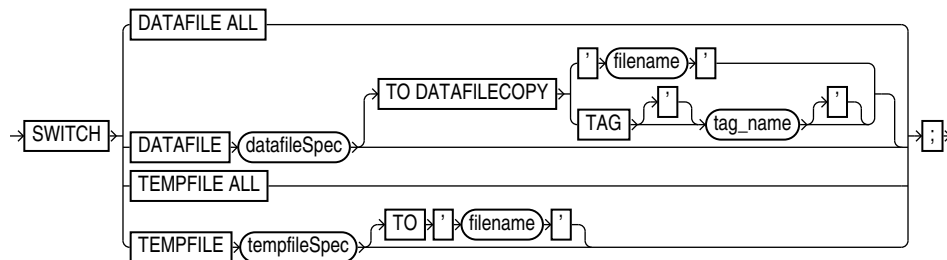 DATAFILE ALL
' filename '
TO DATAFILECOPY
TAG ' tag_name '
SWITCH ;
DATAFILE datafileSpec
TEMPFILE ALL
TO ' filename '
TEMPFILE tempfileSpec